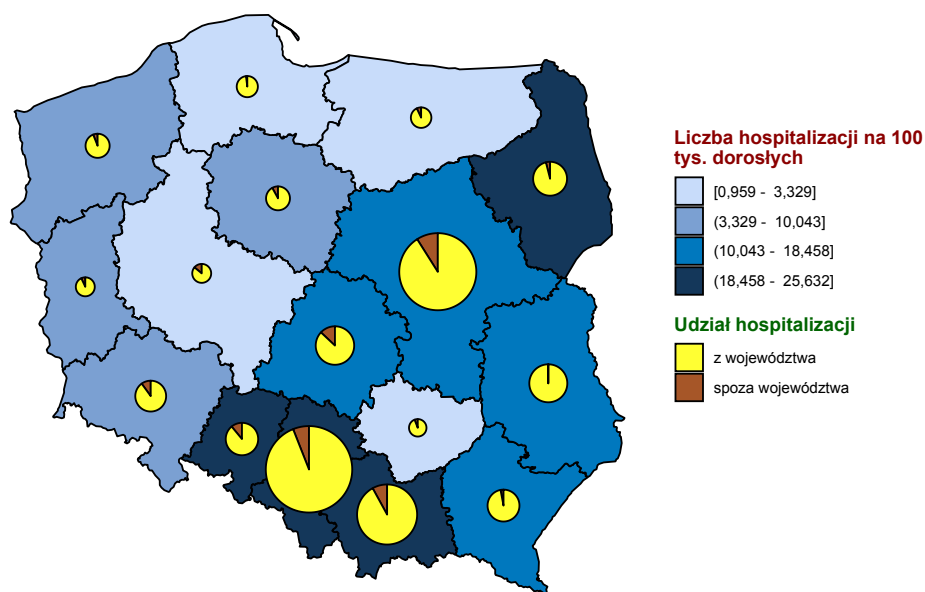 Liczba hospitalizacji na 100
tys. dorosłych
[0,959 - 3,329]
(3,329 - 10,043]
(10,043 - 18,458]
(18,458 - 25,632]
Udział hospitalizacji
z województwa
spoza województwa